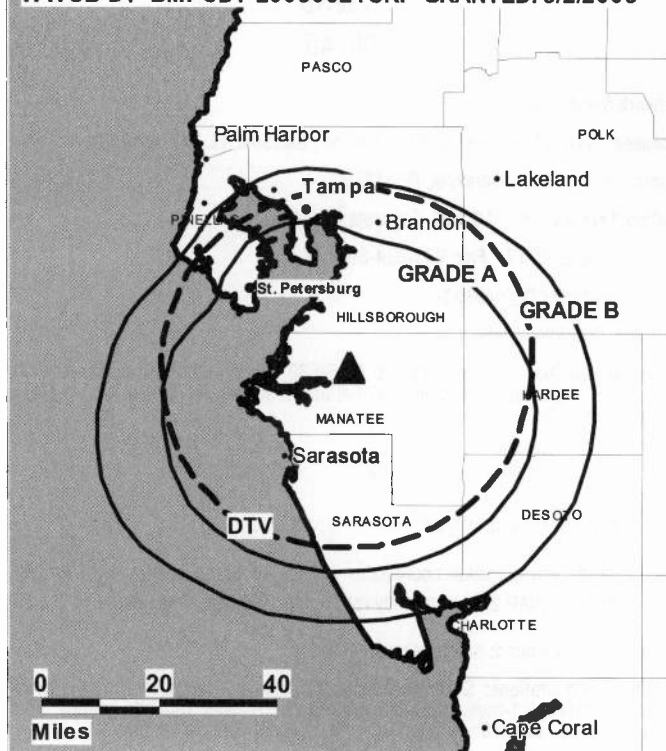 PASCO
POLK
Palm Harbor
Lakeland
Tampa
PINELLAS
Brandon
GRADE A
St. Petersburg
GRADE B
HILLSBOROUGH
HARDEE
MANATEE
Sarasota
DTV
SARASOTA
DESOTO
CHARLOTTE
0 20 40
Miles
Cape Coral